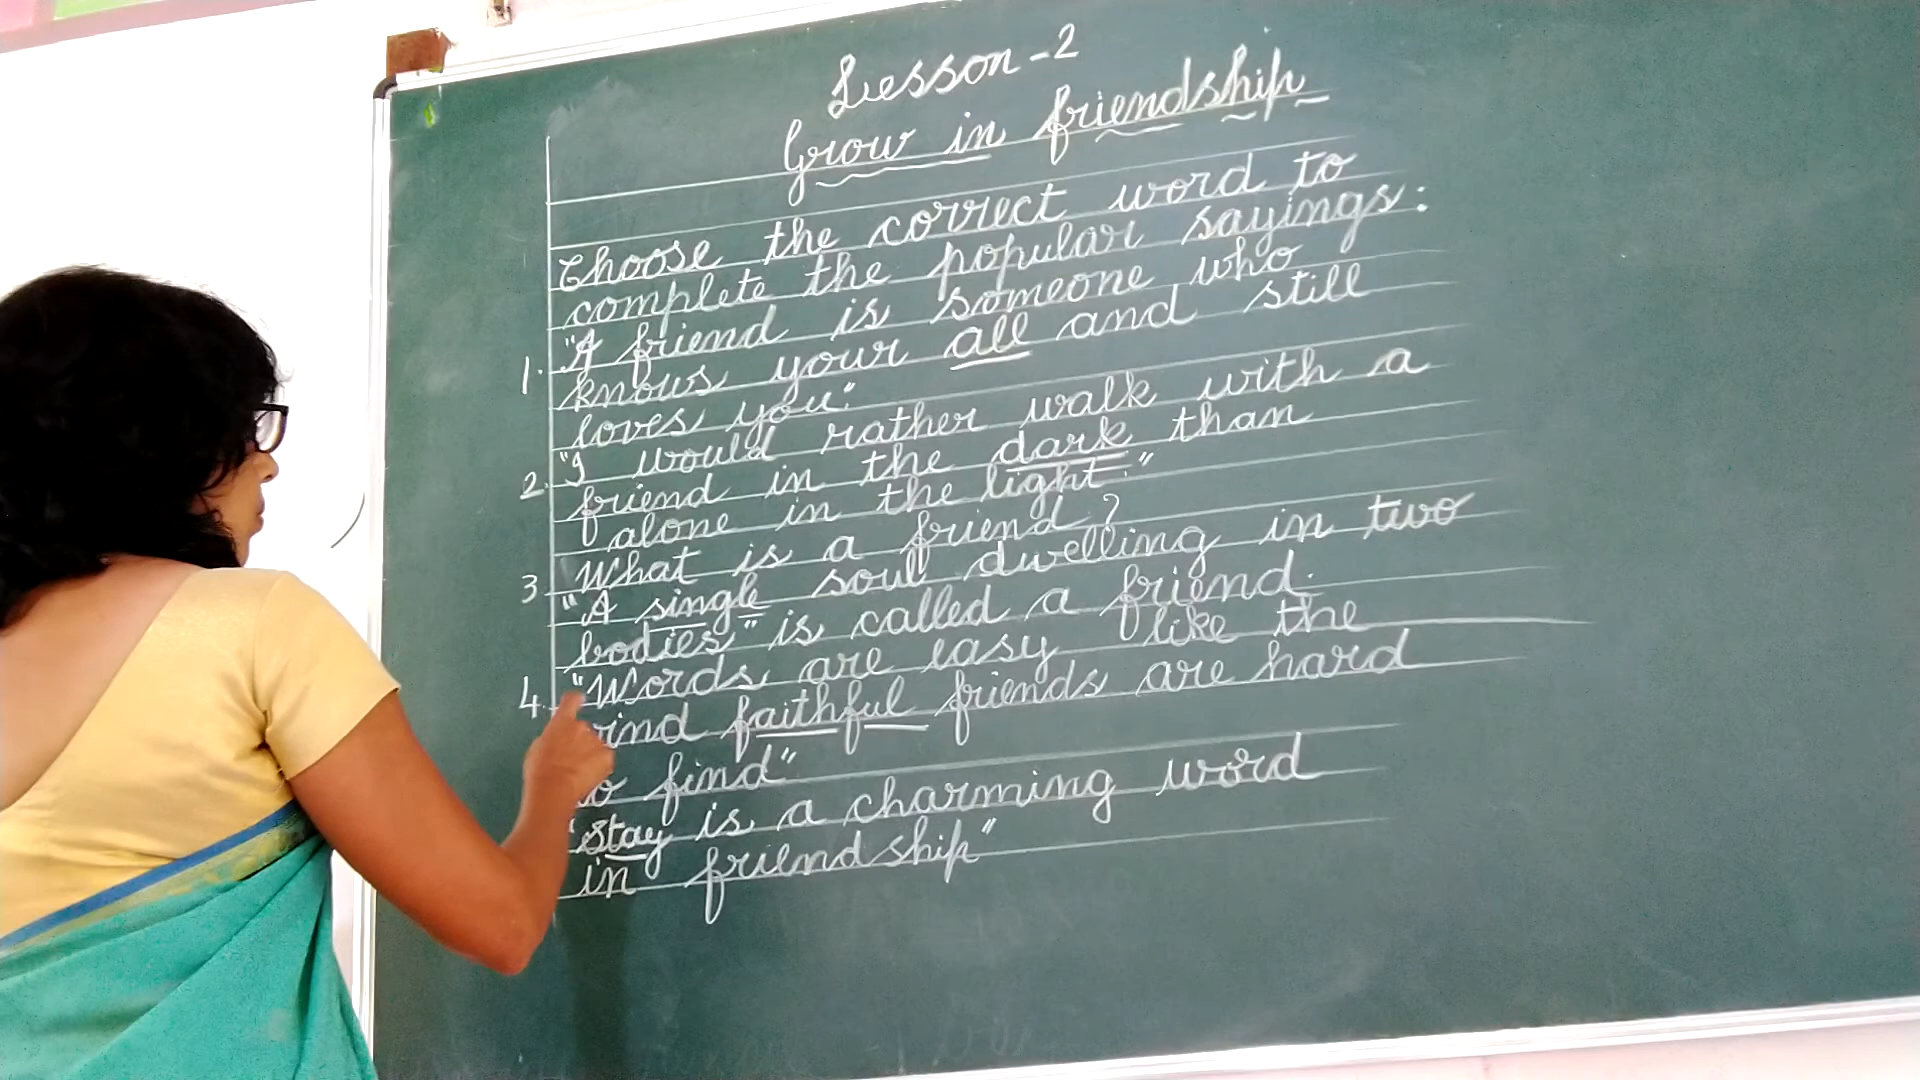 Lesson-2
Grow in friendship
Choose the correct word to
complete the popular sayings:
1. "A friend is someone who
knows your all and still
loves you."
2. "I would rather walk with a
friend in the dark than
alone in the light."
3 What is a friend?
"A single soul dwelling in two
bodies" is called a friend.
4. "Words are easy like the
wind faithful friends are hard
to find"
"Stay is a charming word
in friendship"